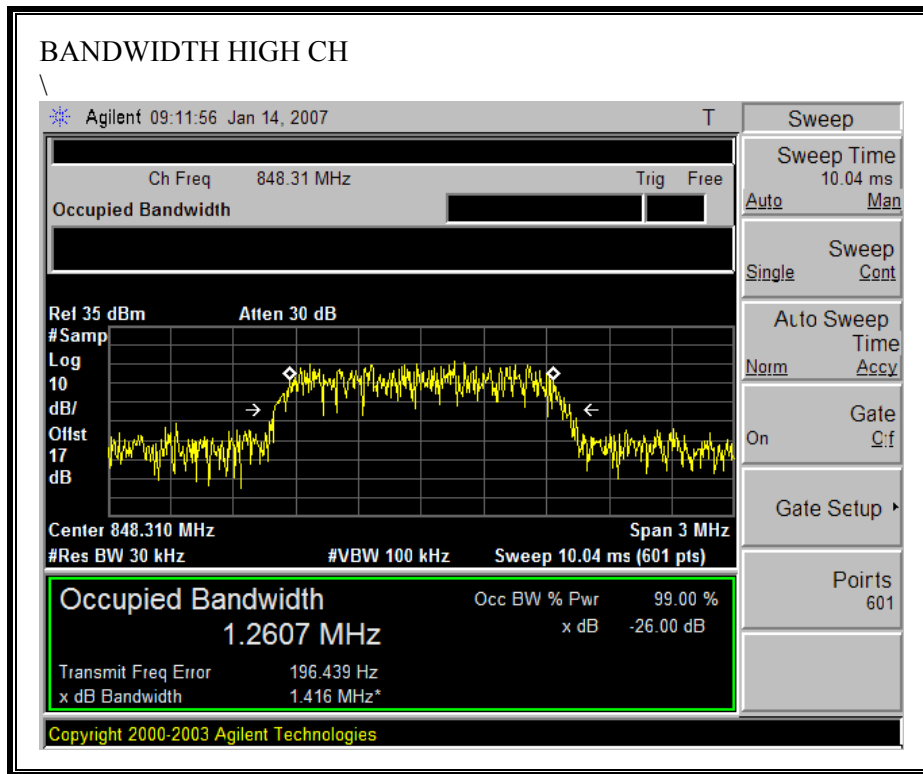 BANDWIDTH HIGH CH
\
Agilent 09:11:56 Jan 14, 2007 T
Ch Freq 848.31 MHz Trig Free
Occupied Bandwidth
Ref 35 dBm Atten 30 dB
#Samp
Log
10
dB/
Offst
17
dB
Center 848.310 MHz Span 3 MHz
#Res BW 30 kHz #VBW 100 kHz Sweep 10.04 ms (601 pts)
Occupied Bandwidth Occ BW % Pwr 99.00 %
1.2607 MHz x dB -26.00 dB
Transmit Freq Error 196.439 Hz
x dB Bandwidth 1.416 MHz*
Copyright 2000-2003 Agilent Technologies
Sweep
Sweep Time
10.04 ms
Auto Man
Sweep
Single Cont
Auto Sweep
Time
Norm Accy
Gate
On Off
Gate Setup
Points
601